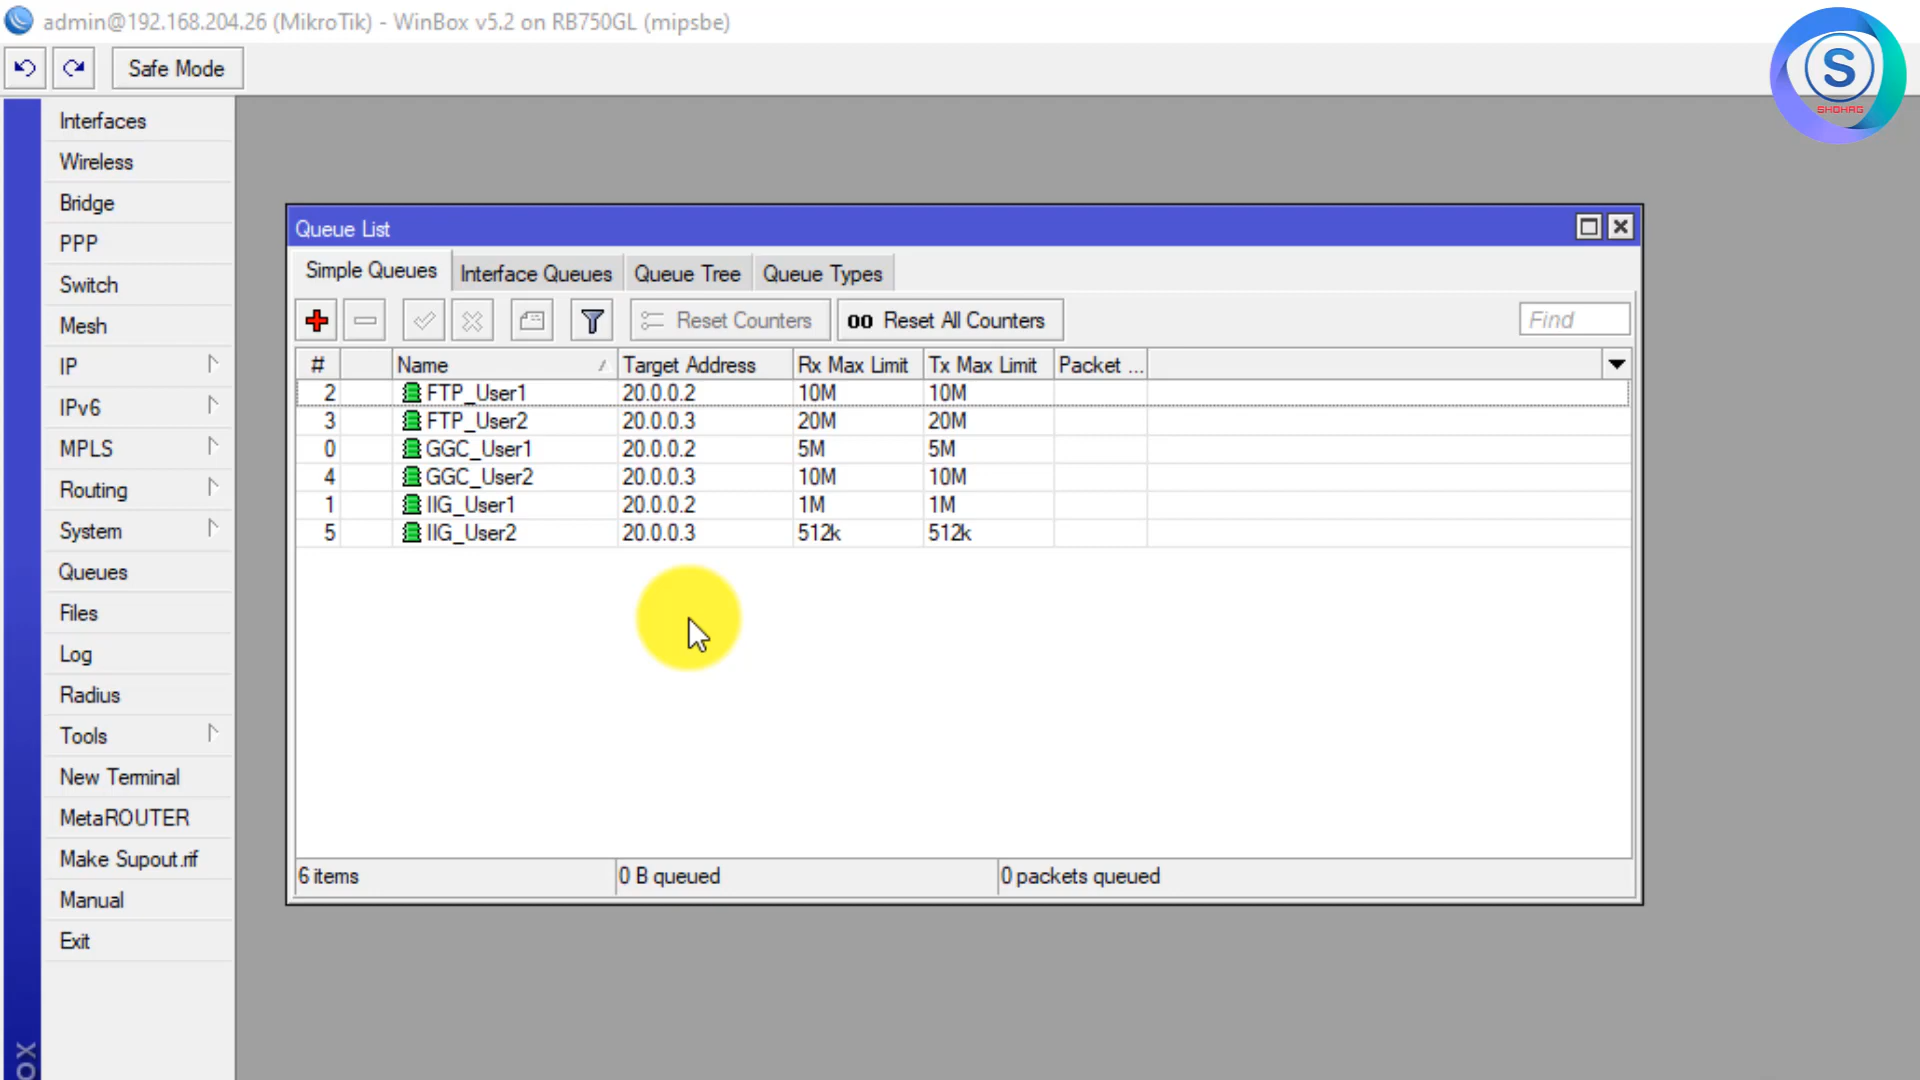 admin@192.168.204.26 (MikroTik) - WinBox v5.2 on RB750GL (mipsbe)
Safe Mode
S
SHOHAG
Interfaces
Wireless
Bridge
PPP
Switch
Mesh
IP
IPv6
MPLS
Routing
System
Queues
Files
Log
Radius
Tools
New Terminal
MetaROUTER
Make Supout.rif
Manual
Exit
OX
Queue List
Simple Queues Interface Queues Queue Tree Queue Types
Reset Counters 00 Reset All Counters Find
# Name Target Address Rx Max Limit Tx Max Limit Packet ...
2 FTP_User1 20.0.0.2 10M 10M
3 FTP_User2 20.0.0.3 20M 20M
0 GGC_User1 20.0.0.2 5M 5M
4 GGC_User2 20.0.0.3 10M 10M
1 IIG_User1 20.0.0.2 1M 1M
5 IIG_User2 20.0.0.3 512k 512k
6 items 0 B queued 0 packets queued